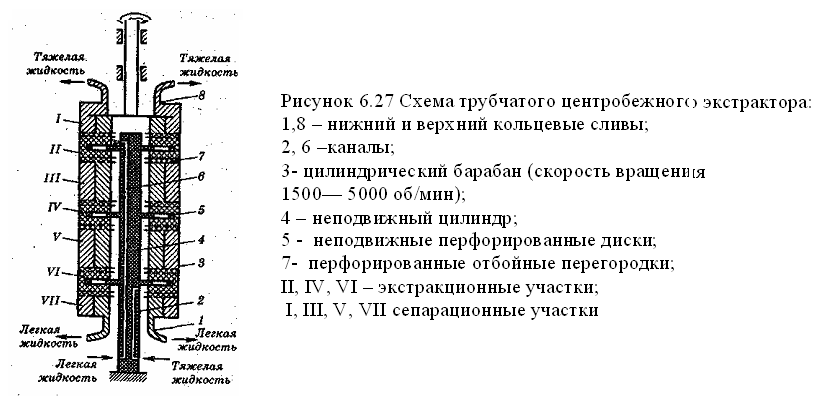 Тяжелая
жидкость
Тяжелая
жидкость
8
I
II
7
III
6
IV
5
V
4
VI
3
VII
2
1
Легкая
жидкость
Легкая
жидкость
Легкая
жидкость
Тяжелая
жидкость
Рисунок 6.27 Схема трубчатого центробежного экстрактора:
1,8 – нижний и верхний кольцевые сливы;
2, 6 –каналы;
3- цилиндрический барабан (скорость вращения
1500— 5000 об/мин);
4 – неподвижный цилиндр;
5 - неподвижные перфорированные диски;
7- перфорированные отбойные перегородки;
II, IV, VI – экстракционные участки;
I, III, V, VII сепарационные участки